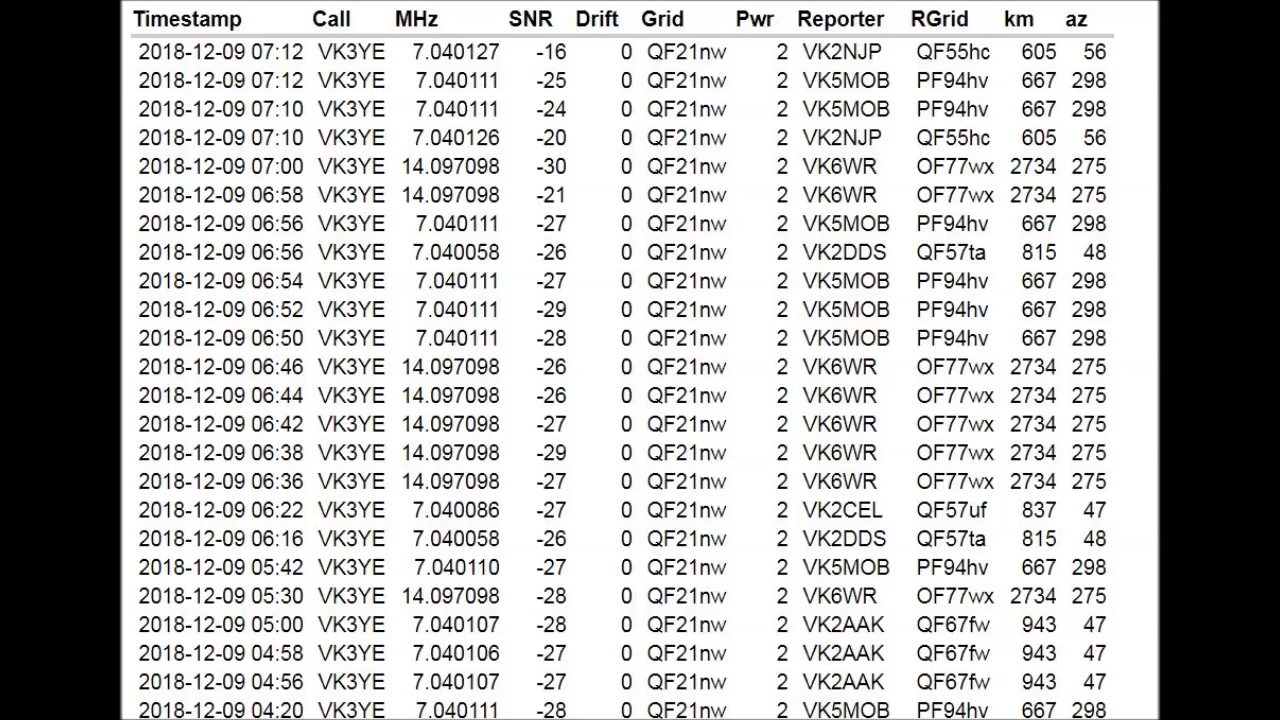 Timestamp Call MHz SNR Drift Grid Pwr Reporter RGrid km az
2018-12-09 07:12 VK3YE 7.040127 -16 0 QF21nw 2 VK2NJP QF55hc 605 56
2018-12-09 07:12 VK3YE 7.040111 -25 0 QF21nw 2 VK5MOB PF94hv 667 298
2018-12-09 07:10 VK3YE 7.040111 -24 0 QF21nw 2 VK5MOB PF94hv 667 298
2018-12-09 07:10 VK3YE 7.040126 -20 0 QF21nw 2 VK2NJP QF55hc 605 56
2018-12-09 07:00 VK3YE 14.097098 -30 0 QF21nw 2 VK6WR OF77wx 2734 275
2018-12-09 06:58 VK3YE 14.097098 -21 0 QF21nw 2 VK6WR OF77wx 2734 275
2018-12-09 06:56 VK3YE 7.040111 -27 0 QF21nw 2 VK5MOB PF94hv 667 298
2018-12-09 06:56 VK3YE 7.040058 -26 0 QF21nw 2 VK2DDS QF57ta 815 48
2018-12-09 06:54 VK3YE 7.040111 -27 0 QF21nw 2 VK5MOB PF94hv 667 298
2018-12-09 06:52 VK3YE 7.040111 -29 0 QF21nw 2 VK5MOB PF94hv 667 298
2018-12-09 06:50 VK3YE 7.040111 -28 0 QF21nw 2 VK5MOB PF94hv 667 298
2018-12-09 06:46 VK3YE 14.097098 -26 0 QF21nw 2 VK6WR OF77wx 2734 275
2018-12-09 06:44 VK3YE 14.097098 -26 0 QF21nw 2 VK6WR OF77wx 2734 275
2018-12-09 06:42 VK3YE 14.097098 -27 0 QF21nw 2 VK6WR OF77wx 2734 275
2018-12-09 06:38 VK3YE 14.097098 -29 0 QF21nw 2 VK6WR OF77wx 2734 275
2018-12-09 06:36 VK3YE 14.097098 -27 0 QF21nw 2 VK6WR OF77wx 2734 275
2018-12-09 06:22 VK3YE 7.040086 -27 0 QF21nw 2 VK2CEL QF57uf 837 47
2018-12-09 06:16 VK3YE 7.040058 -26 0 QF21nw 2 VK2DDS QF57ta 815 48
2018-12-09 05:42 VK3YE 7.040110 -27 0 QF21nw 2 VK5MOB PF94hv 667 298
2018-12-09 05:30 VK3YE 14.097098 -28 0 QF21nw 2 VK6WR OF77wx 2734 275
2018-12-09 05:00 VK3YE 7.040107 -28 0 QF21nw 2 VK2AAK QF67fw 943 47
2018-12-09 04:58 VK3YE 7.040106 -27 0 QF21nw 2 VK2AAK QF67fw 943 47
2018-12-09 04:56 VK3YE 7.040107 -27 0 QF21nw 2 VK2AAK QF67fw 943 47
2018-12-09 04:20 VK3YE 7.040111 -28 0 QF21nw 2 VK5MOB PF94hv 667 298